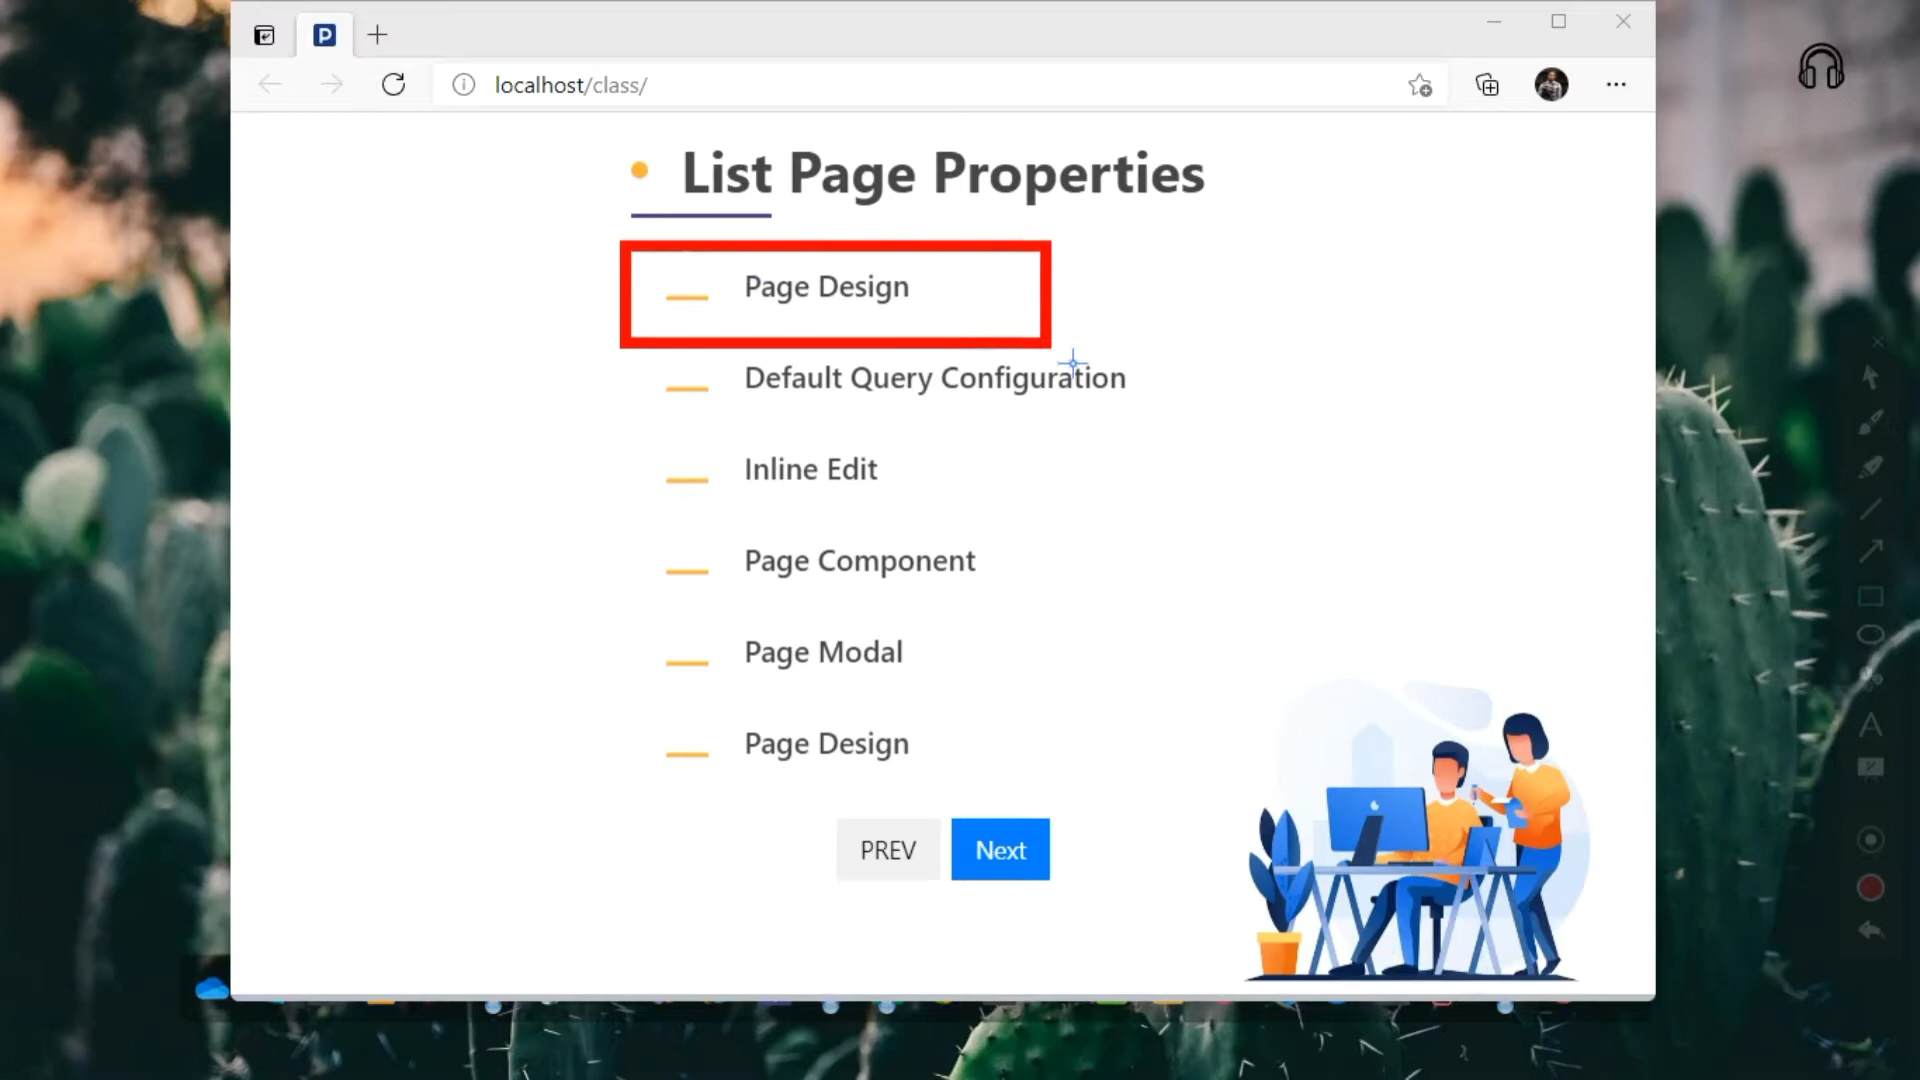 localhost/class/
List Page Properties
Page Design
Default Query Configuration
Inline Edit
Page Component
Page Modal
Page Design
PREV
Next